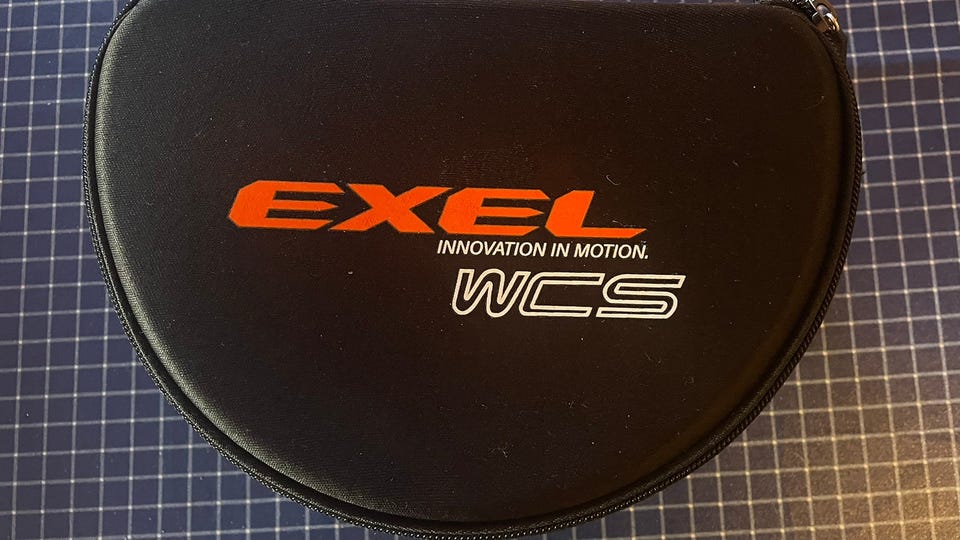 EXEL
INNOVATION IN MOTION.
WCS